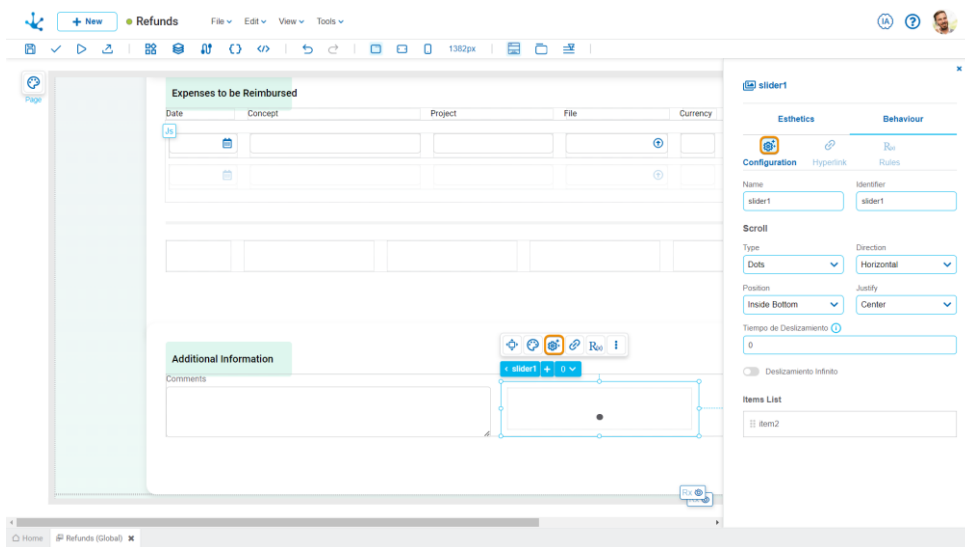 + New
Refunds
File
Edit
View
Tools
IA
?
1382px
Page
slider1
Expenses to be Reimbursed
Date
Concept
Project
File
Currency
Js
Esthetics
Behaviour
Configuration
Hyperlink
Rules
Name
Identifier
slider1
slider1
Scroll
Type
Direction
Dots
Horizontal
Position
Justify
Inside Bottom
Center
Tiempo de Deslizamiento
0
Deslizamiento Infinito
Items List
item2
Additional Information
slider1 + 0
Comments
Rx
Home
Refunds (Global)